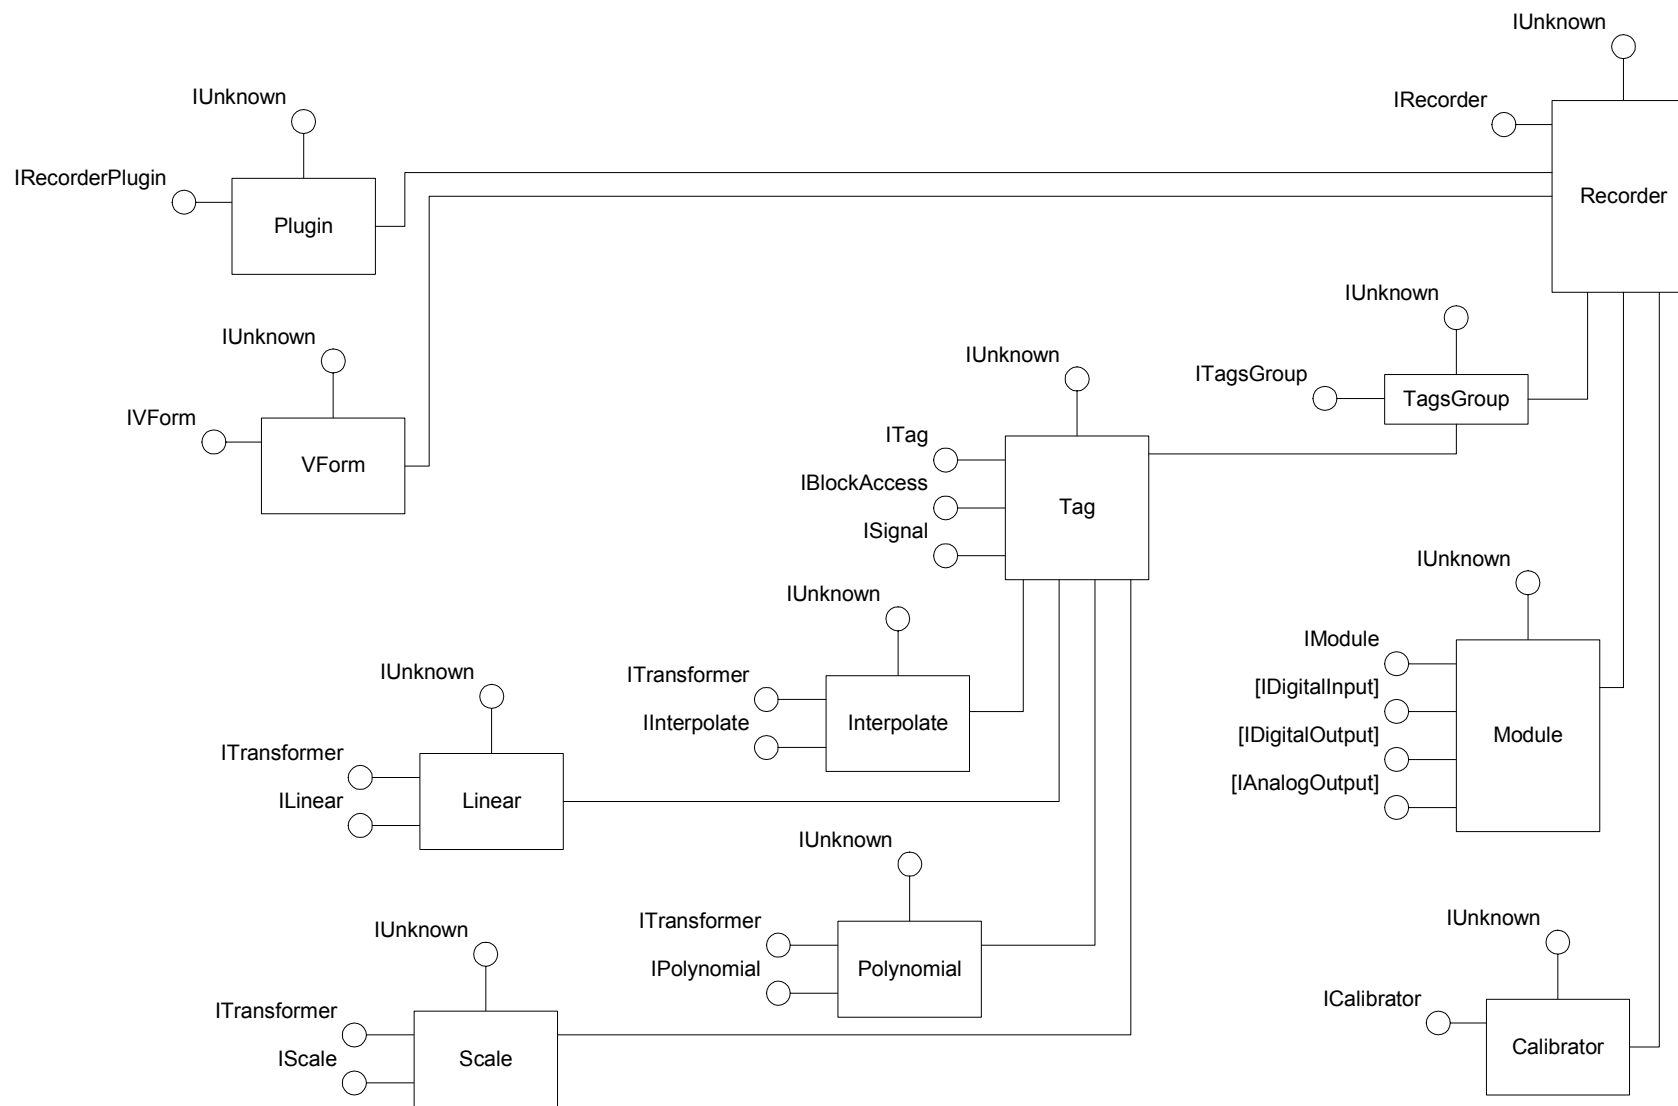 IUnknown
IRecorder
Recorder
IUnknown
IRecorderPlugin
Plugin
IUnknown
IVForm
VForm
IUnknown
ITagsGroup
TagsGroup
IUnknown
ITag
IBlockAccess
ISignal
Tag
IUnknown
ITransformer
IInterpolate
Interpolate
IUnknown
IModule
[IDigitalInput]
[IDigitalOutput]
[IAnalogOutput]
Module
IUnknown
ITransformer
ILinear
Linear
IUnknown
ITransformer
IPolynomial
Polynomial
IUnknown
ITransformer
IScale
Scale
IUnknown
ICalibrator
Calibrator